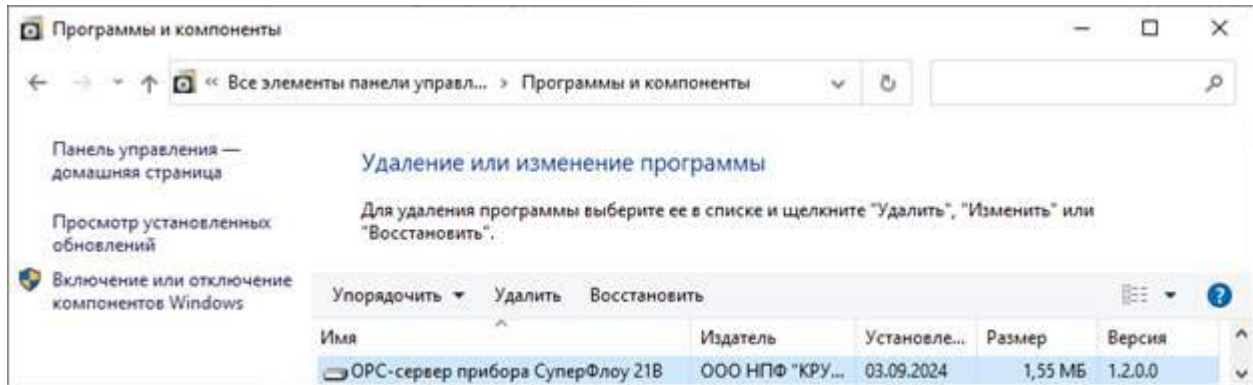 Программы и компоненты
« Все элементы панели управл... › Программы и компоненты
Панель управления —
домашняя страница
Просмотр установленных
обновлений
Включение или отключение
компонентов Windows
Удаление или изменение программы
Для удаления программы выберите ее в списке и щелкните "Удалить", "Изменить" или
"Восстановить".
Упорядочить Удалить Восстановить
Имя Издатель Установле... Размер Версия
OPC-сервер прибора СуперФлоу 21В ООО НПФ "КРУ... 03.09.2024 1,55 МБ 1.2.0.0